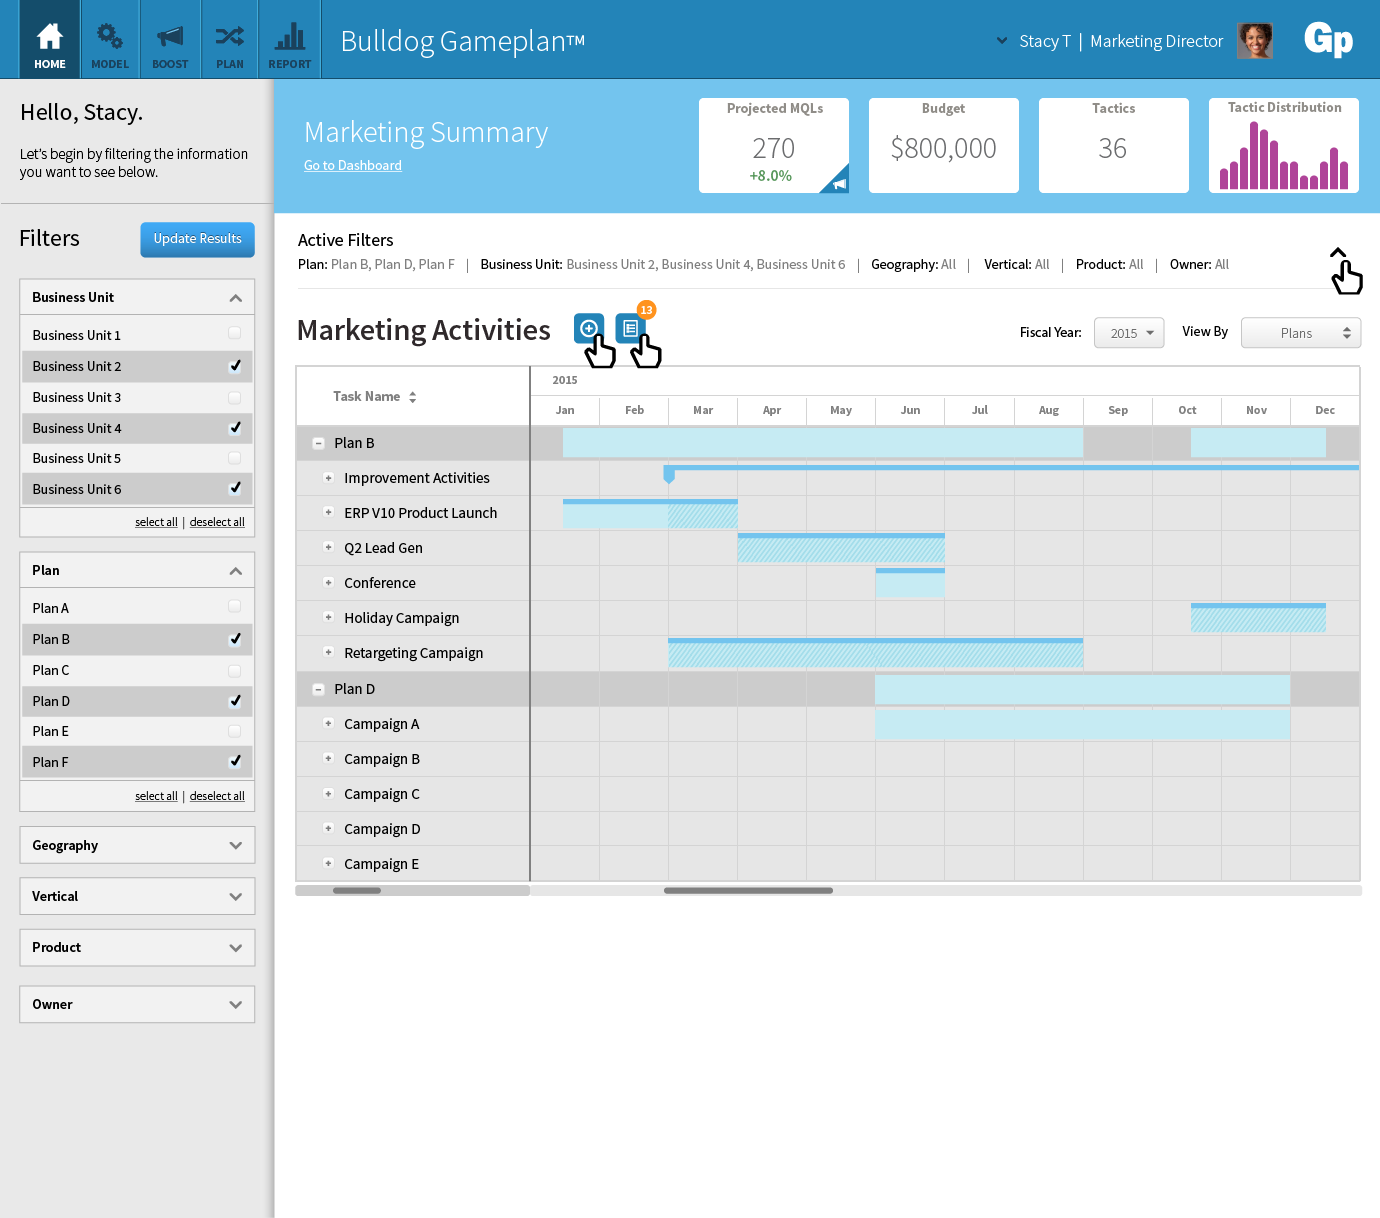 HOME
MODEL
BOOST
PLAN
REPORT
Bulldog Gameplan™
Stacy T | Marketing Director
Gp
Hello, Stacy.
Let's begin by filtering the information
you want to see below.
Filters
Update Results
Business Unit
Business Unit 1
Business Unit 2
Business Unit 3
Business Unit 4
Business Unit 5
Business Unit 6
select all | deselect all
Plan
Plan A
Plan B
Plan C
Plan D
Plan E
Plan F
select all | deselect all
Geography
Vertical
Product
Owner
Marketing Summary
Go to Dashboard
Projected MQLs
270
+8.0%
Budget
$800,000
Tactics
36
Tactic Distribution
Active Filters
Plan: Plan B, Plan D, Plan F | Business Unit: Business Unit 2, Business Unit 4, Business Unit 6 | Geography: All | Vertical: All | Product: All | Owner: All
Marketing Activities
13
Fiscal Year:
2015
View By
Plans
Task Name
2015
Jan Feb Mar Apr May Jun Jul Aug Sep Oct Nov Dec
Plan B
Improvement Activities
ERP V10 Product Launch
Q2 Lead Gen
Conference
Holiday Campaign
Retargeting Campaign
Plan D
Campaign A
Campaign B
Campaign C
Campaign D
Campaign E